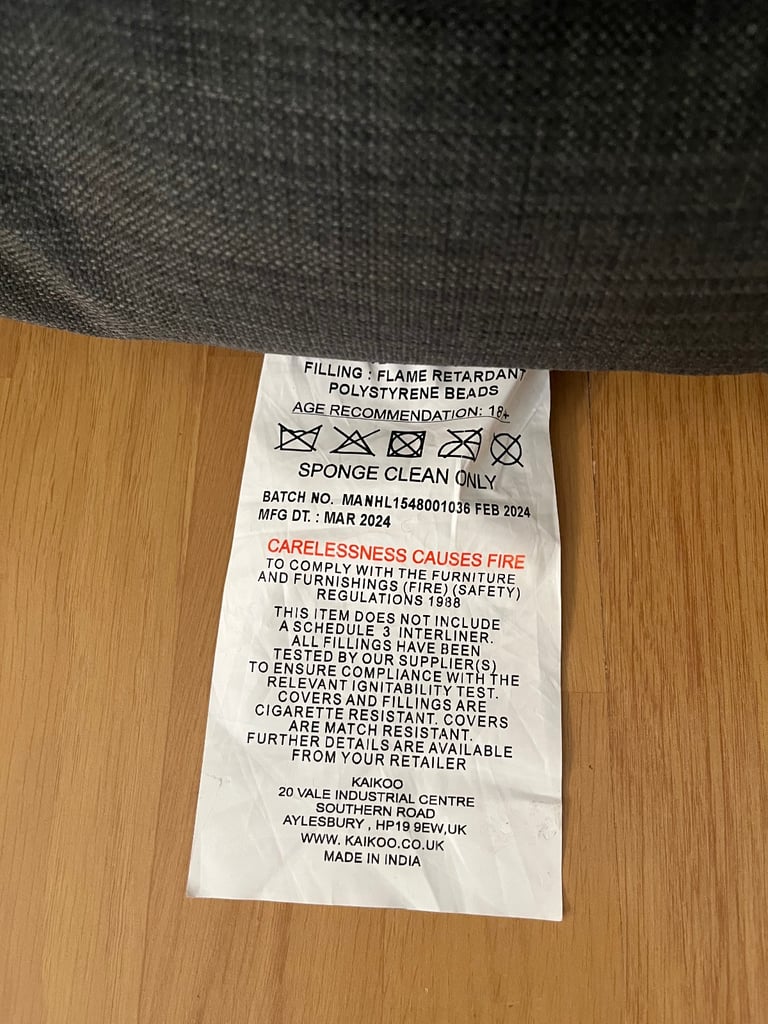 FILLING : FLAME RETARDANT
POLYSTYRENE BEADS
AGE RECOMMENDATION: 18+
SPONGE CLEAN ONLY
BATCH NO. MANHL1548001036 FEB 2024
MFG DT. : MAR 2024
CARELESSNESS CAUSES FIRE
TO COMPLY WITH THE FURNITURE
AND FURNISHINGS (FIRE) (SAFETY)
REGULATIONS 1988
THIS ITEM DOES NOT INCLUDE
A SCHEDULE 3 INTERLINER.
ALL FILLINGS HAVE BEEN
TESTED BY OUR SUPPLIER(S)
TO ENSURE COMPLIANCE WITH THE
RELEVANT IGNITABILITY TEST.
COVERS AND FILLINGS ARE
CIGARETTE RESISTANT. COVERS
ARE MATCH RESISTANT.
FURTHER DETAILS ARE AVAILABLE
FROM YOUR RETAILER
KAIKOO
20 VALE INDUSTRIAL CENTRE
SOUTHERN ROAD
AYLESBURY , HP19 9EW,UK
WWW. KAIKOO.CO.UK
MADE IN INDIA